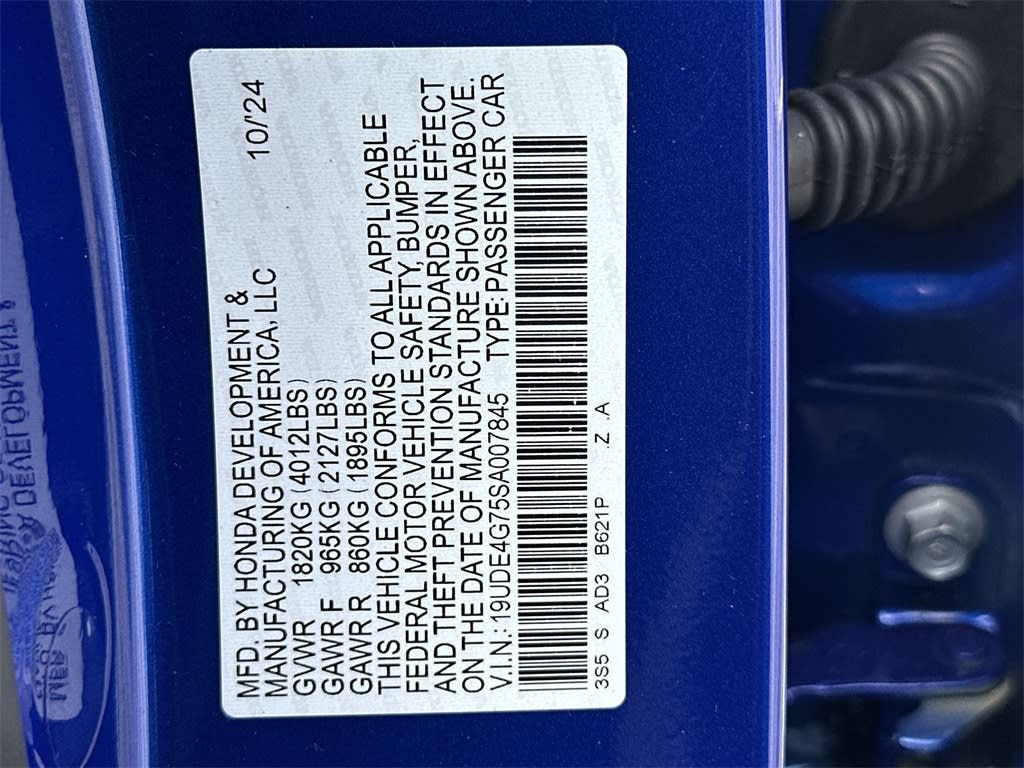 MFD. BY HONDA DEVELOPMENT & 10/'24
MANUFACTURING OF AMERICA, LLC
GVWR 1820KG (4012LBS)
GAWR F 965KG (2127LBS)
GAWR R 860KG (1895LBS)
THIS VEHICLE CONFORMS TO ALL APPLICABLE
FEDERAL MOTOR VEHICLE SAFETY, BUMPER,
AND THEFT PREVENTION STANDARDS IN EFFECT
ON THE DATE OF MANUFACTURE SHOWN ABOVE.
V.I.N.: 19UDE4G75SA007845 TYPE: PASSENGER CAR
3S5 S AD3 B621P .Z .A